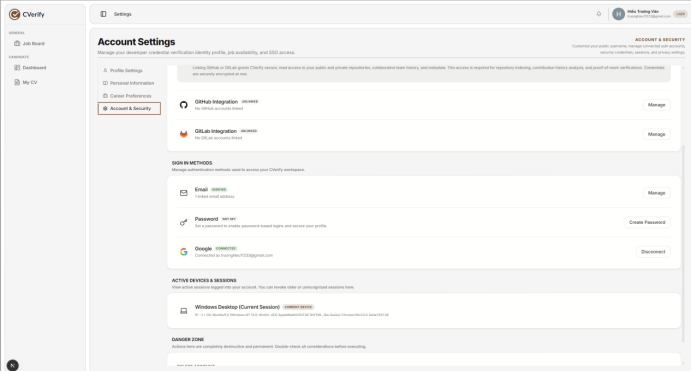 CVerify
Settings
Hiếu Trương Văn
truonghieu11233@gmail.com
USER
GENERAL
Job Board
CANDIDATE
Dashboard
My CV
Account Settings
Manage your developer credential verification identity profile, job availability, and SSO access.
ACCOUNT & SECURITY
Customize your public username, manage connected auth accounts,
security credentials, sessions, and privacy settings.
Profile Settings
Personal Information
Career Preferences
Account & Security
Linking GitHub or GitLab grants CVerify secure, read access to your public and private repositories, collaborated team history, and metadata. This access is required for repository indexing, contribution history analysis, and proof-of-work verifications. Credentials
are securely encrypted at rest.
GitHub Integration UNLINKED
No GitHub accounts linked
Manage
GitLab Integration UNLINKED
No GitLab accounts linked
Manage
SIGN IN METHODS
Manage authentication methods used to access your CVerify workspace.
Email VERIFIED
1 linked email address
Manage
Password NOT SET
Set a password to enable password-based logins and secure your profile.
Create Password
Google CONNECTED
Disconnect
ACTIVE DEVICES & SESSIONS
View active sessions logged into your account. You can revoke older or unrecognized sessions here.
Windows Desktop (Current Session) CURRENT DEVICE
DANGER ZONE
Actions here are completely destructive and permanent. Double-check all considerations before executing.
N